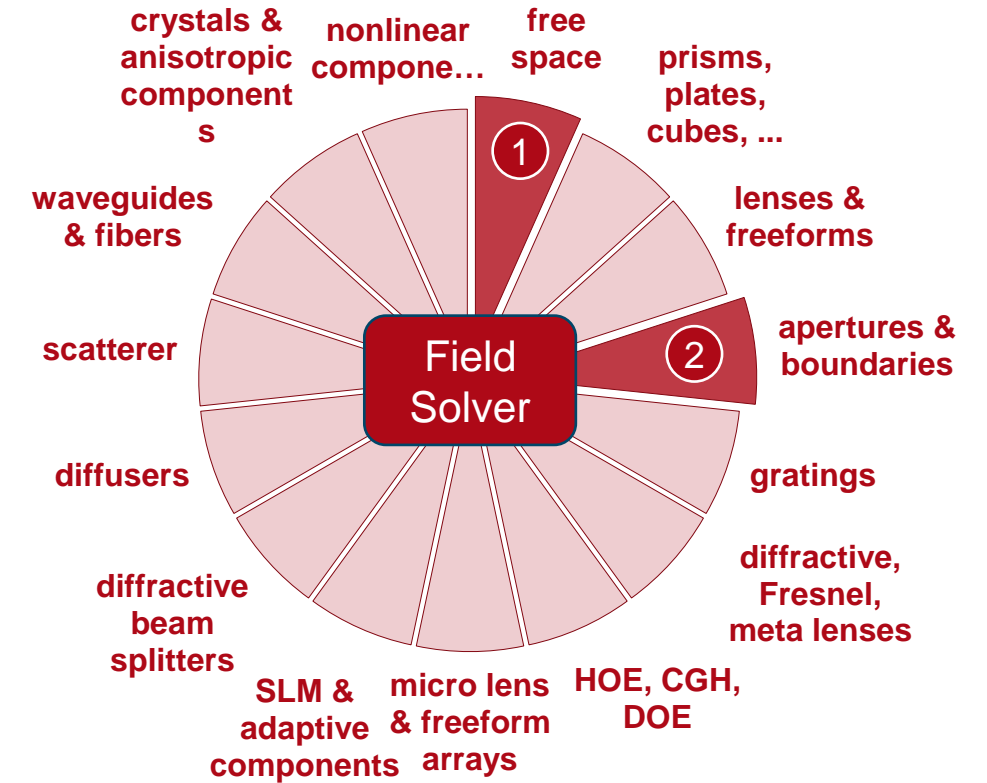 crystals &
anisotropic
component
s
nonlinear
compone…
free
space
prisms,
plates,
cubes, ...
1
waveguides
& fibers
lenses &
freeforms
scatterer
Field
Solver
2
apertures &
boundaries
diffusers
gratings
diffractive
beam
splitters
diffractive,
Fresnel,
meta lenses
SLM &
adaptive
components
micro lens
& freeform
arrays
HOE, CGH,
DOE